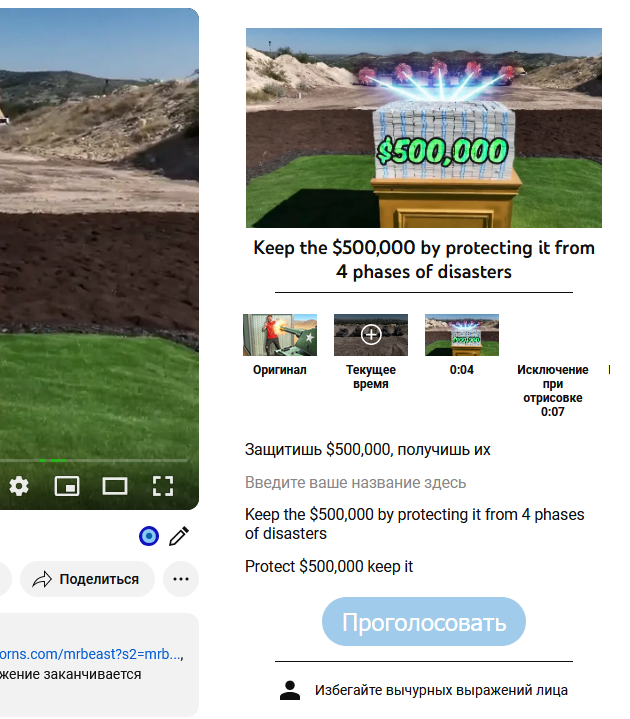 $500,000
Keep the $500,000 by protecting it from
4 phases of disasters
Оригинал
Текущее
время
0:04
Исключение
при
отрисовке
0:07
Защитишь $500,000, получишь их
Введите ваше название здесь
Keep the $500,000 by protecting it from 4 phases
of disasters
Protect $500,000 keep it
Проголосовать
Избегайте вычурных выражений лица
Поделиться
orns.com/mrbeast?s2=mrb...,
жение заканчивается